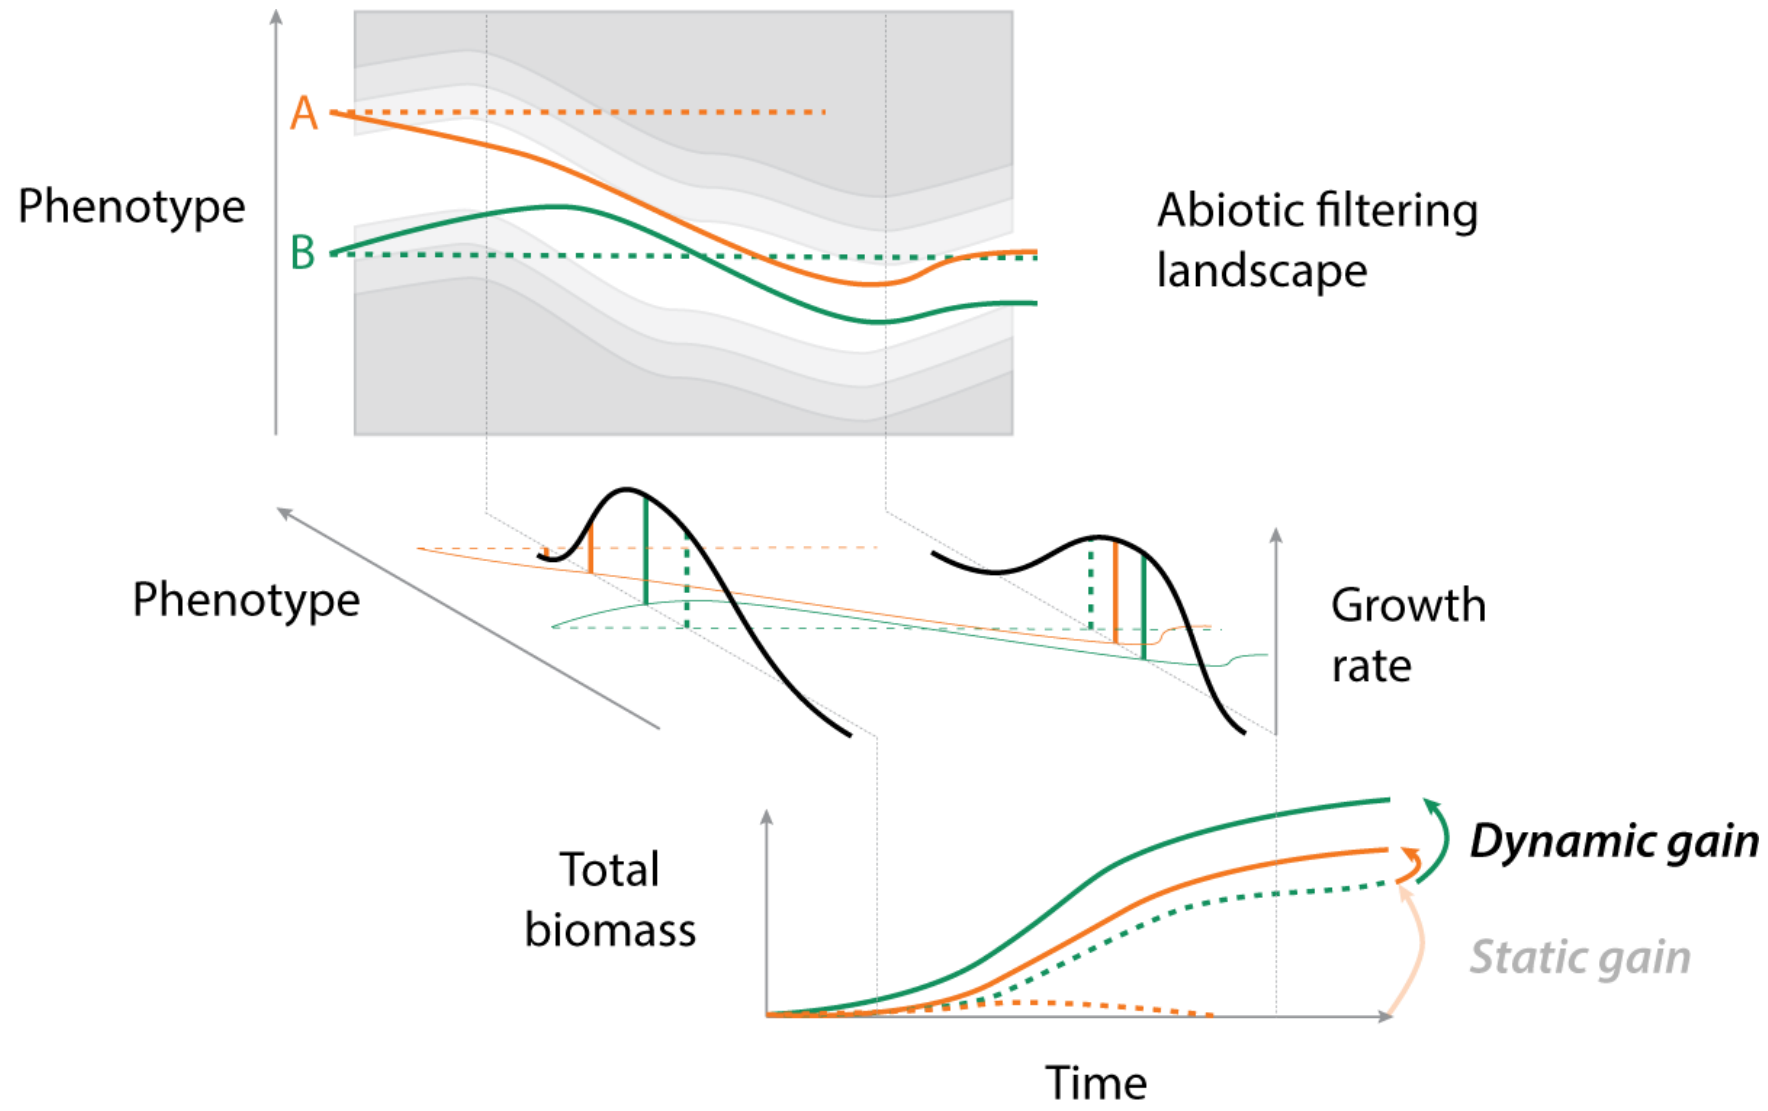 A
Phenotype
B
Abiotic filtering
landscape
Phenotype
Growth
rate
Total
biomass
Dynamic gain
Static gain
Time